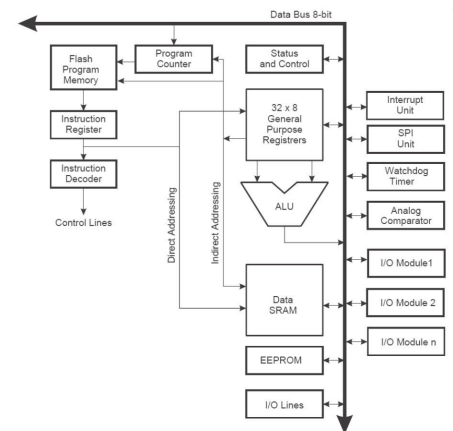 Data Bus 8-bit
Flash
Program
Memory
Program
Counter
Status
and Control
Instruction
Register
32 x 8
General
Purpose
Registrers
Interrupt
Unit
SPI
Unit
Instruction
Decoder
Watchdog
Timer
Control Lines
Direct Addressing
Indirect Addressing
ALU
Analog
Comparator
I/O Module1
Data
SRAM
I/O Module 2
I/O Module n
EEPROM
I/O Lines